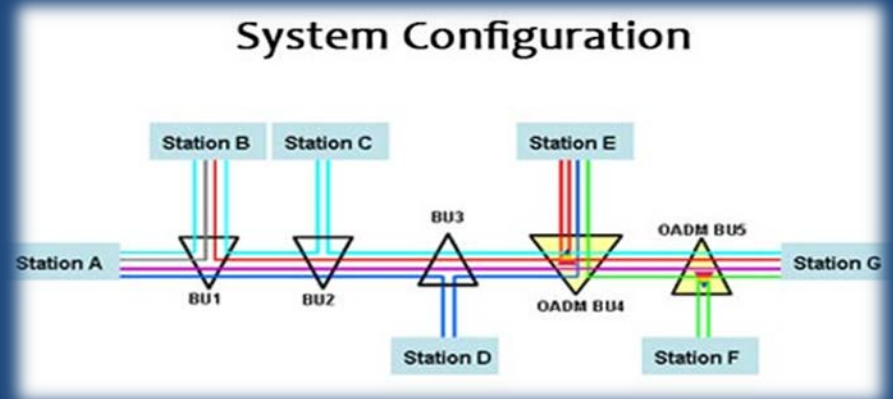 System Configuration
Station B
Station C
Station E
BU3
OADM BU5
Station A
Station G
BU1
BU2
OADM BU4
Station D
Station F